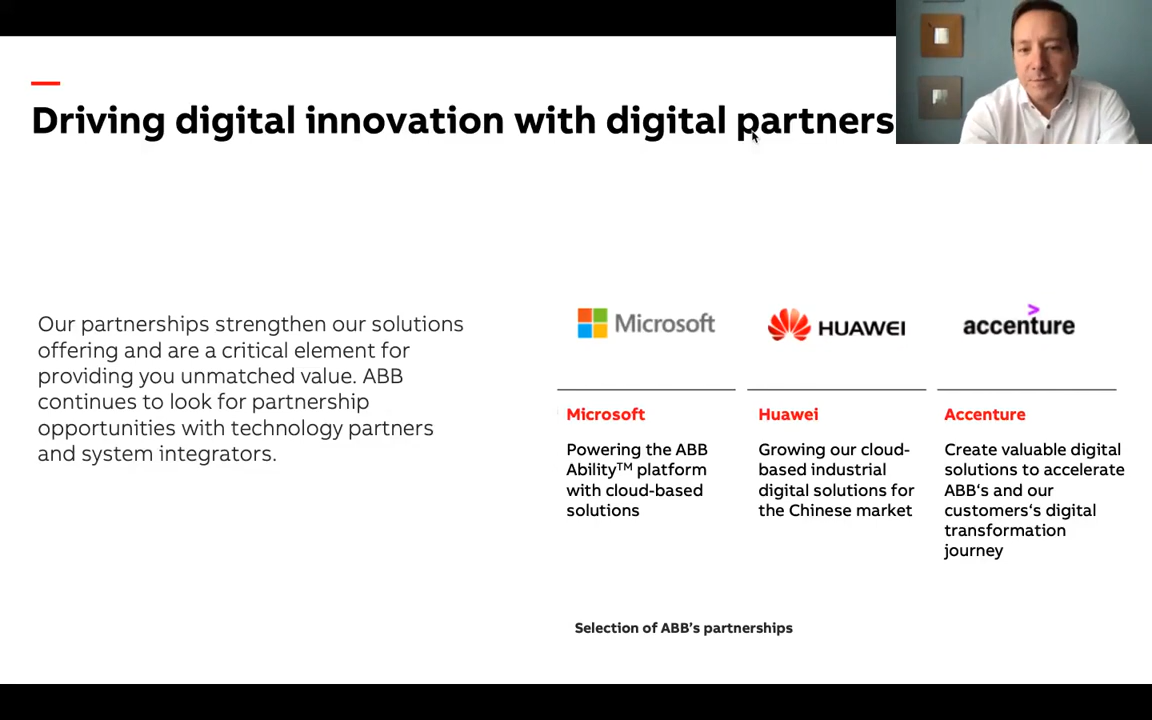 Driving digital innovation with digital partners
Our partnerships strengthen our solutions
offering and are a critical element for
providing you unmatched value. ABB
continues to look for partnership
opportunities with technology partners
and system integrators.
Microsoft
HUAWEI
accenture
Microsoft
Powering the ABB
Ability™ platform
with cloud-based
solutions
Huawei
Growing our cloud-
based industrial
digital solutions for
the Chinese market
Accenture
Create valuable digital
solutions to accelerate
ABB‘s and our
customers‘s digital
transformation
journey
Selection of ABB’s partnerships